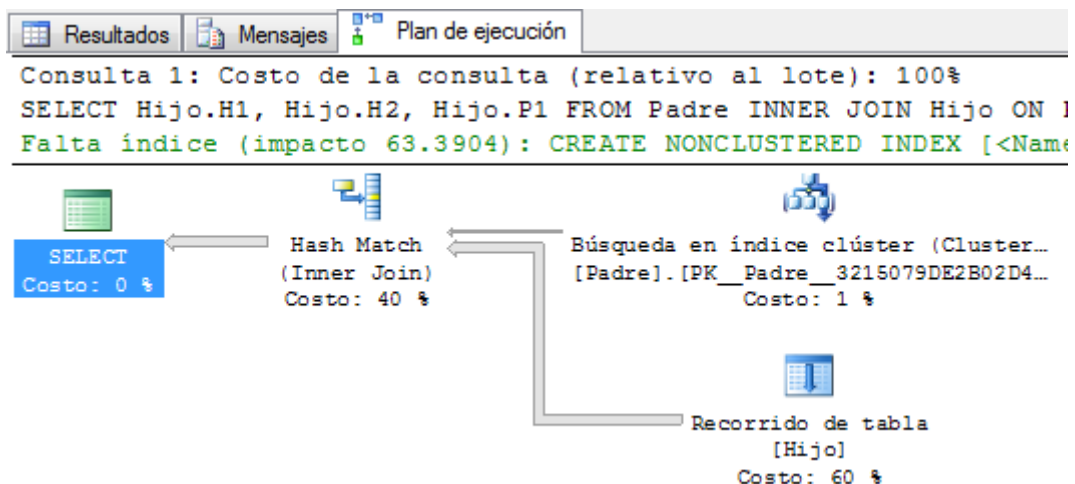 Resultados Mensajes Plan de ejecución
Consulta 1: Costo de la consulta (relativo al lote): 100%
SELECT Hijo.H1, Hijo.H2, Hijo.P1 FROM Padre INNER JOIN Hijo ON
Falta índice (impacto 63.3904): CREATE NONCLUSTERED INDEX [<Name
SELECT
Costo: 0 %
Hash Match
(Inner Join)
Costo: 40 %
Búsqueda en índice clúster (Cluster…
[Padre].[PK__Padre__3215079DE2B02D4…
Costo: 1 %
Recorrido de tabla
[Hijo]
Costo: 60 %